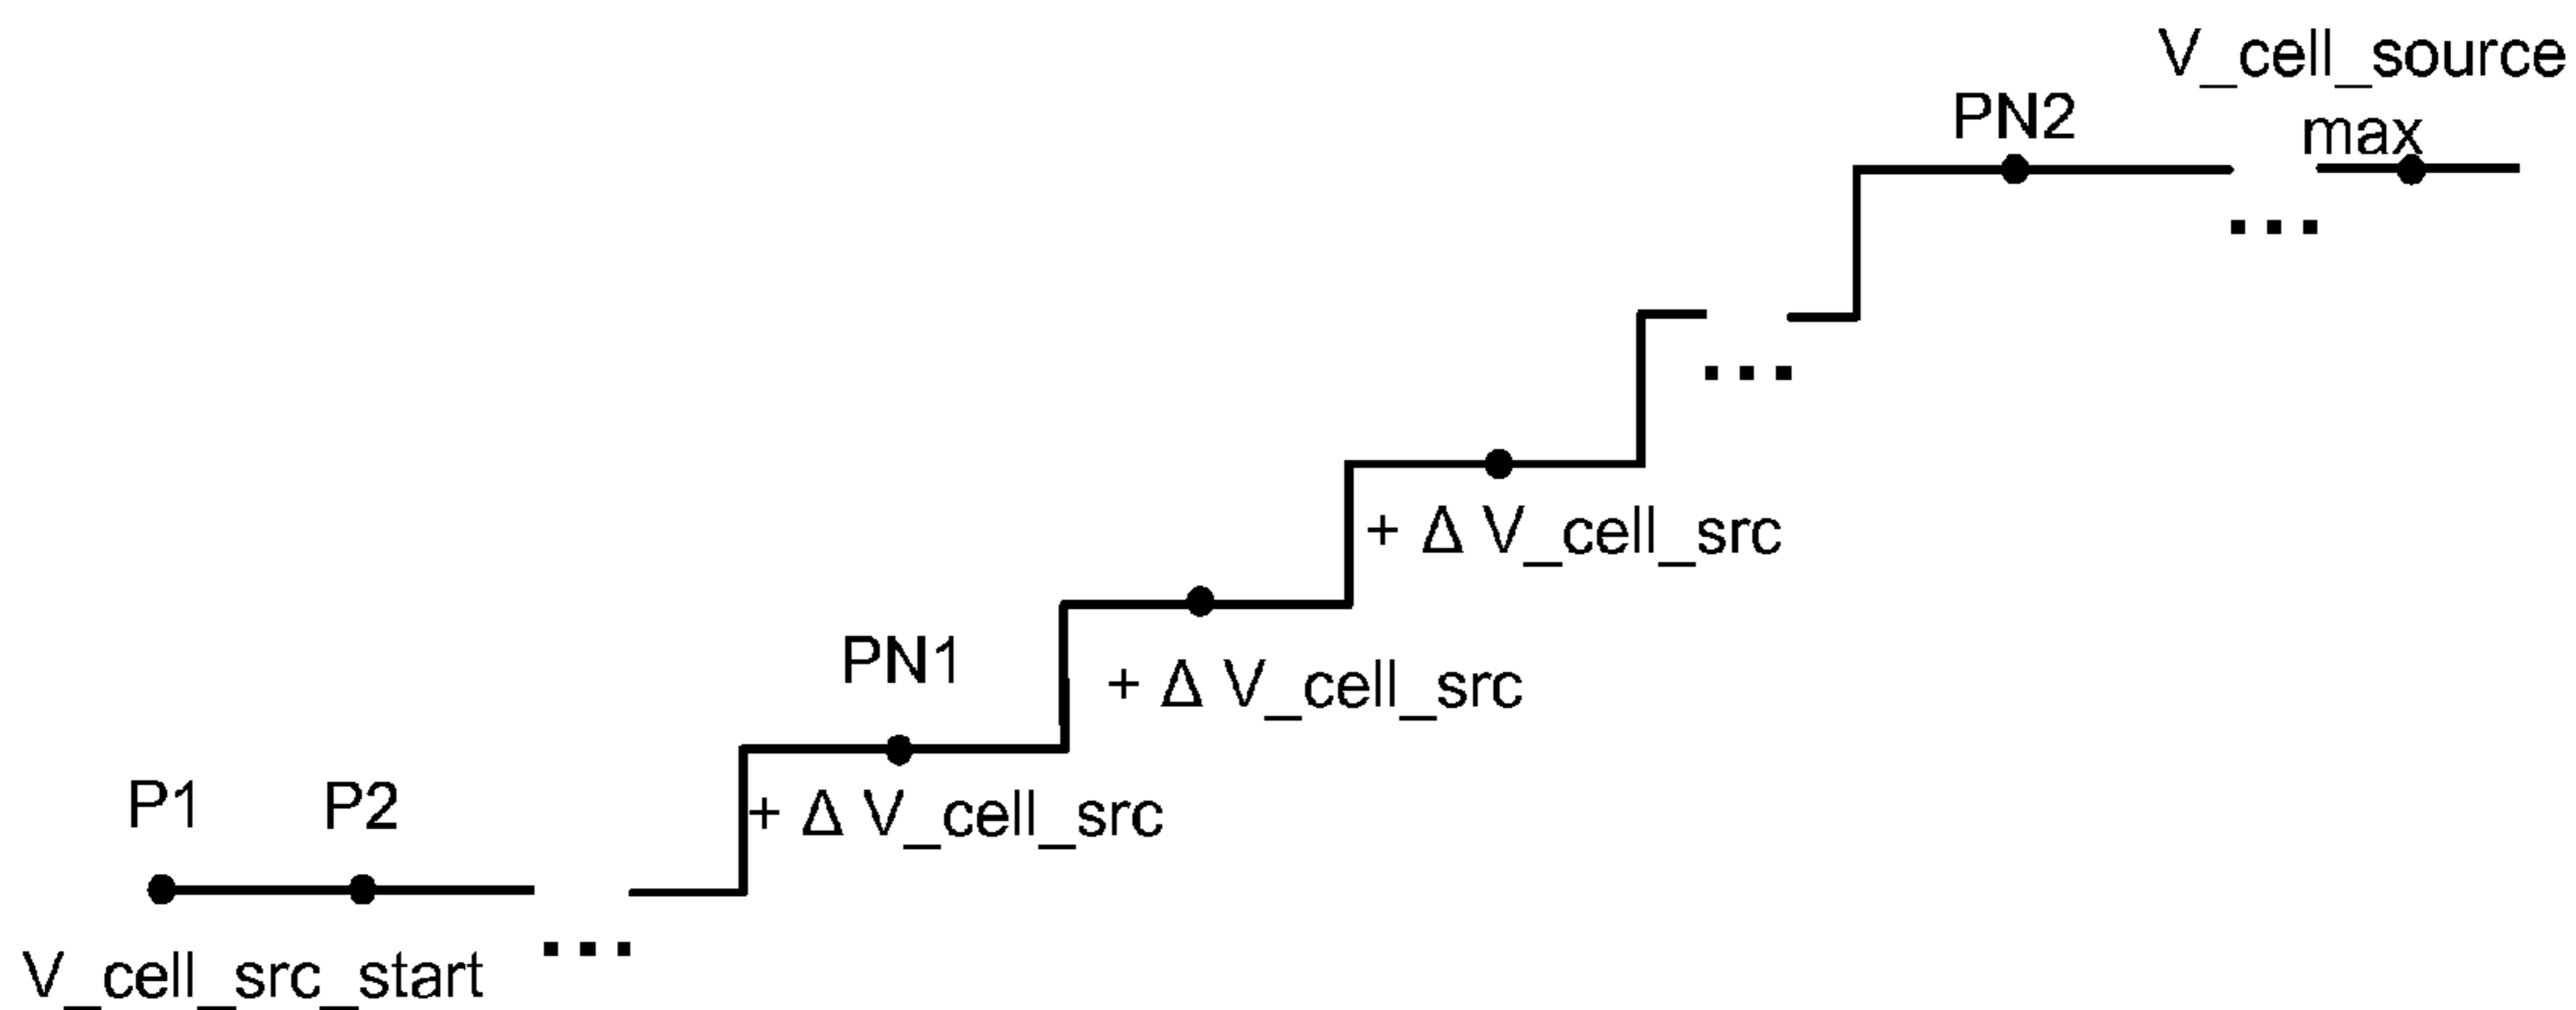 V_cell_source
max
PN2
+ Δ V_cell_src
PN1
+ Δ V_cell_src
P1
P2
+ Δ V_cell_src
V_cell_src_start
...
...
...